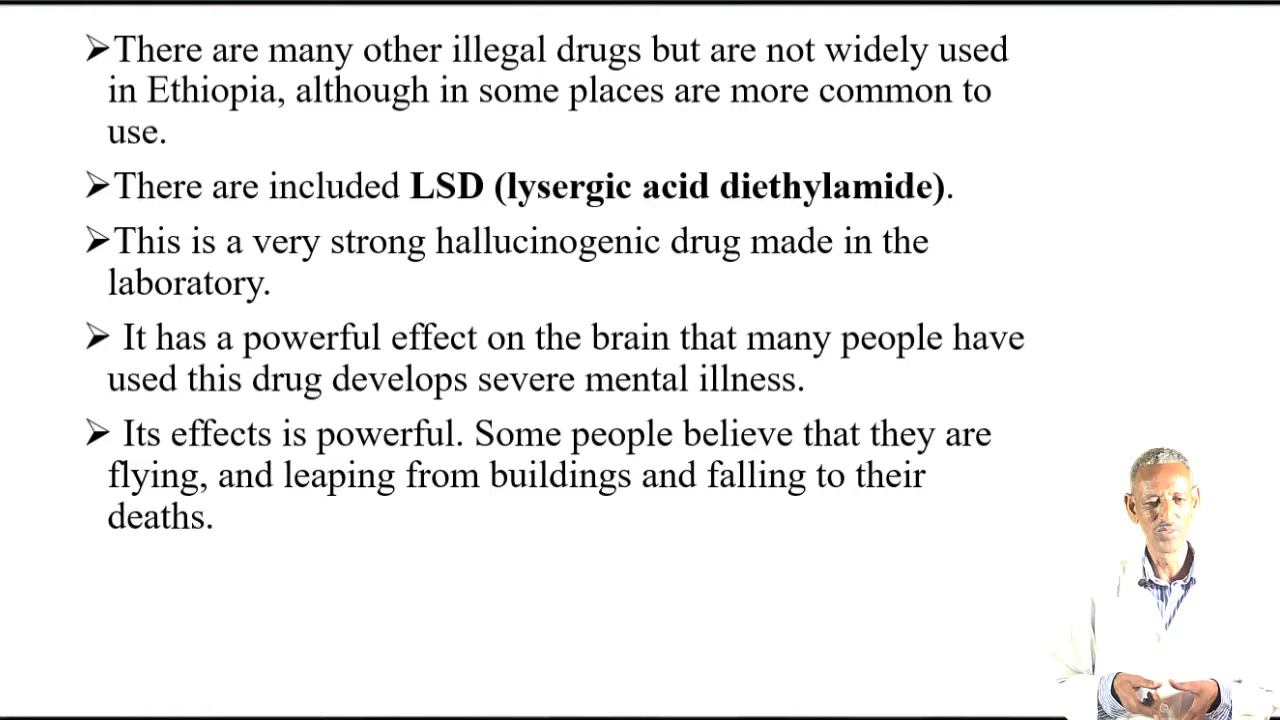 ➢There are many other illegal drugs but are not widely used
in Ethiopia, although in some places are more common to
use.
➢There are included LSD (lysergic acid diethylamide).
➢This is a very strong hallucinogenic drug made in the
laboratory.
➢ It has a powerful effect on the brain that many people have
used this drug develops severe mental illness.
➢ Its effects is powerful. Some people believe that they are
flying, and leaping from buildings and falling to their
deaths.